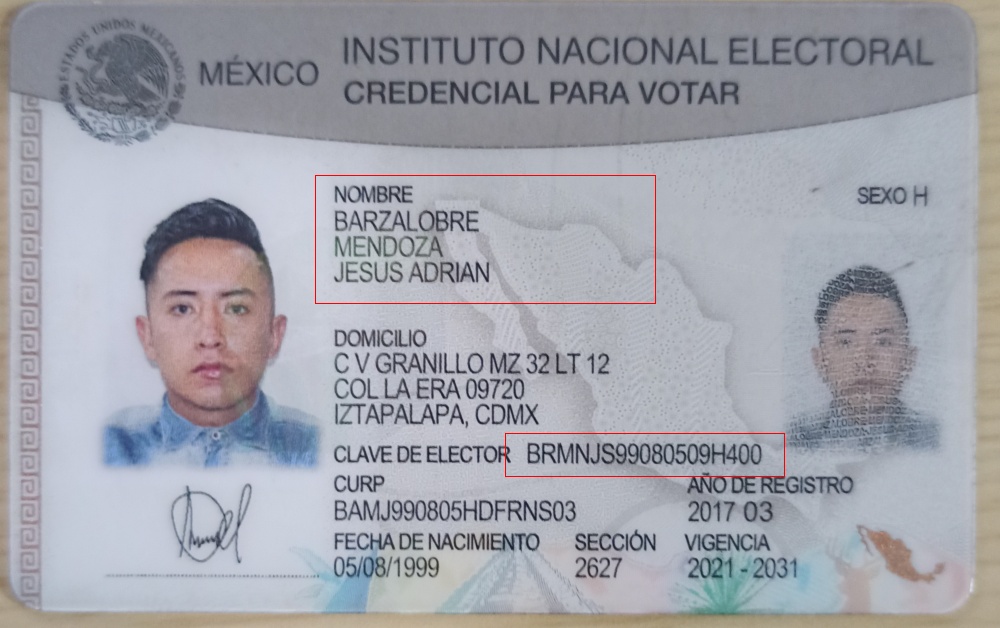 ESTADOS UNIDOS MEXICANOS
MÉXICO
INSTITUTO NACIONAL ELECTORAL
CREDENCIAL PARA VOTAR
NOMBRE
BARZALOBRE
MENDOZA
JESUS ADRIAN
SEXO H
DOMICILIO
C V GRANILLO MZ 32 LT 12
COL LA ERA 09720
IZTAPALAPA, CDMX
CLAVE DE ELECTOR BRMNJS99080509H400
CURP
BAMJ990805HDFRNS03
AÑO DE REGISTRO
2017 03
FECHA DE NACIMIENTO
05/08/1999
SECCIÓN
2627
VIGENCIA
2021 - 2031